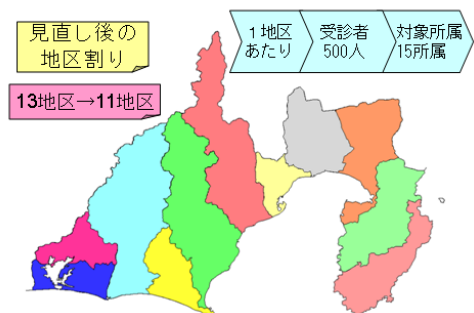 見直し後の
地区割り
13地区→11地区
1地区
あたり
受診者
500人
対象所属
15所属